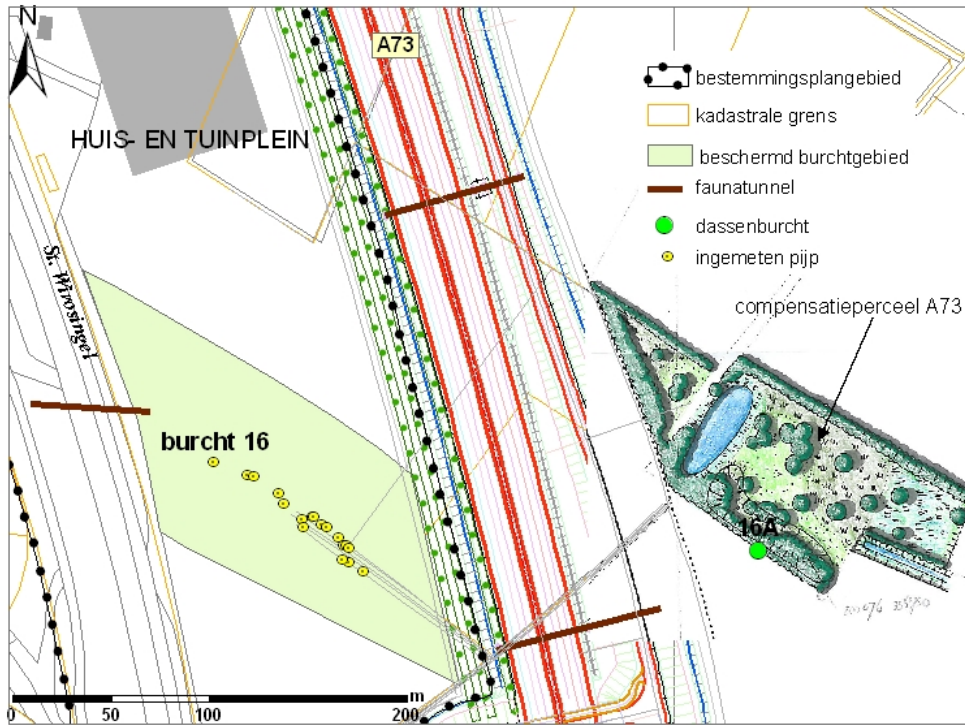 N
A73
bestemmingsplangebied
kadastrale grens
HUIS- EN TUINPLEIN
beschermd burchtgebied
faunatunnel
dassenburcht
ingemeten pijp
St. Wirosingel
compensatieperceel A73
burcht 16
16A
m
0 50 100 200